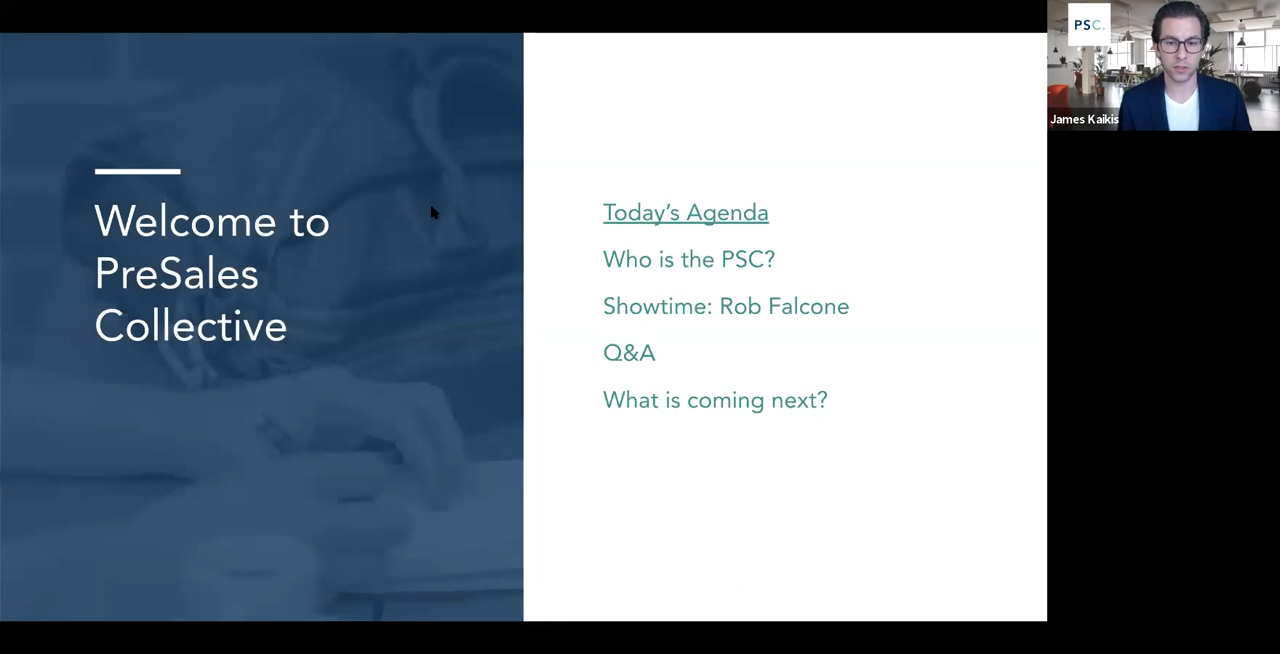 Welcome to
PreSales
Collective
Today's Agenda
Who is the PSC?
Showtime: Rob Falcone
Q&A
What is coming next?
PSC.
James Kaikis